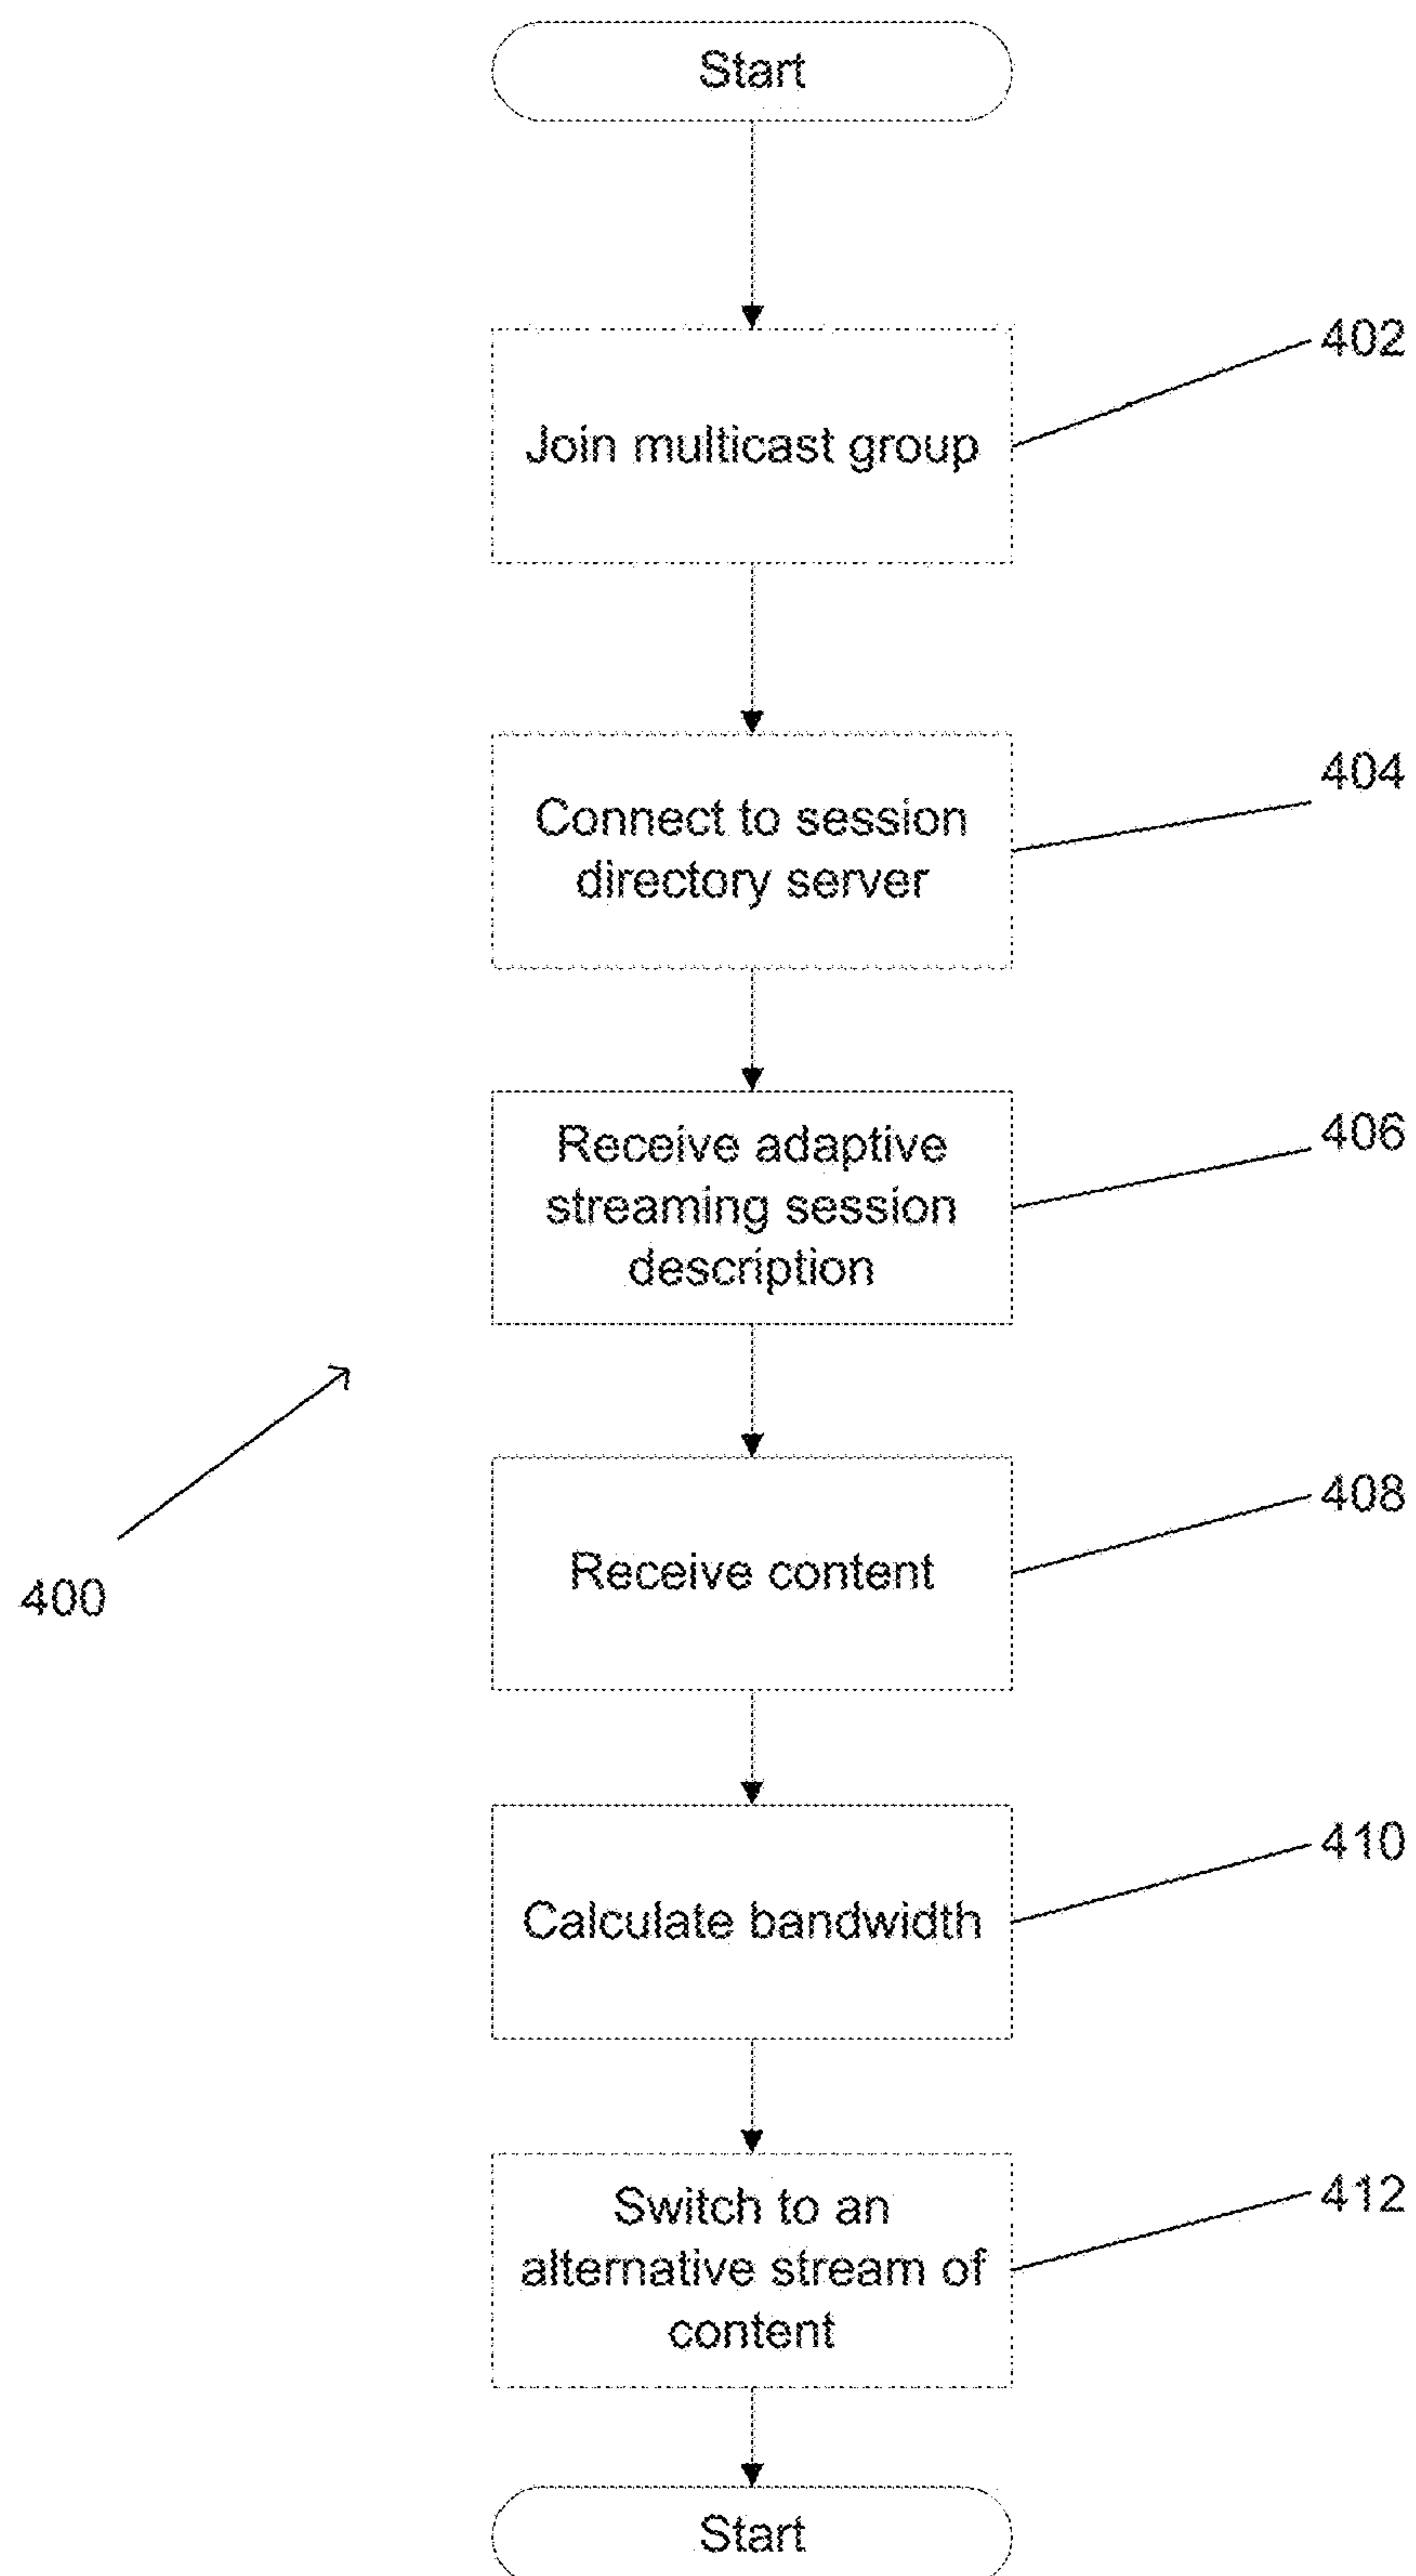 Start
402
Join multicast group
404
Connect to session
directory server
406
Receive adaptive
streaming session
description
408
Receive content
400
410
Calculate bandwidth
412
Switch to an
alternative stream of
content
Start